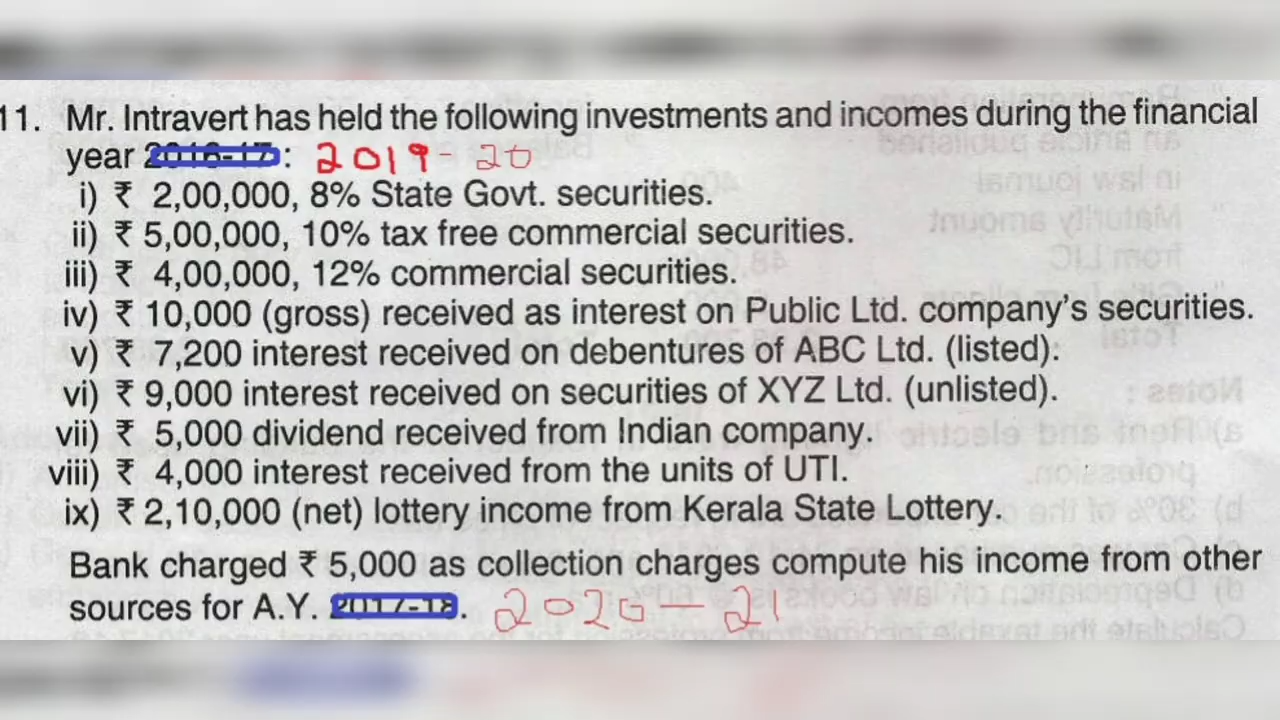 11. Mr. Intravert has held the following investments and incomes during the financial
year 2016-17 : 2019-20
i) ₹ 2,00,000, 8% State Govt. securities.
ii) ₹ 5,00,000, 10% tax free commercial securities.
iii) ₹ 4,00,000, 12% commercial securities.
iv) ₹ 10,000 (gross) received as interest on Public Ltd. company's securities.
v) ₹ 7,200 interest received on debentures of ABC Ltd. (listed):
vi) ₹ 9,000 interest received on securities of XYZ Ltd. (unlisted).
vii) ₹ 5,000 dividend received from Indian company.
viii) ₹ 4,000 interest received from the units of UTI.
ix) ₹ 2,10,000 (net) lottery income from Kerala State Lottery.
Bank charged ₹ 5,000 as collection charges compute his income from other
sources for A.Y. 2017-18. 2020-21